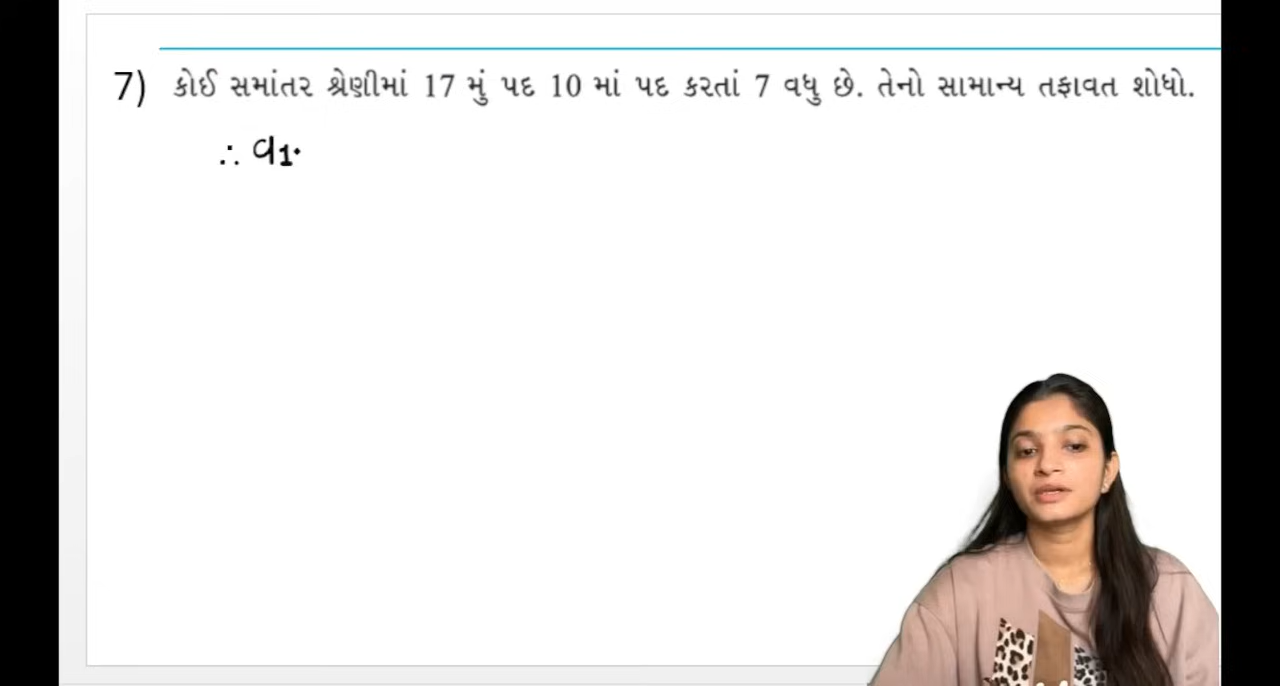 7) કોઈ સમાંતર શ્રેણીમાં 17 મું પદ 10 માં પદ કરતાં 7 વધુ છે. તેનો સામાન્ય તફાવત શોધો.
∴ a1